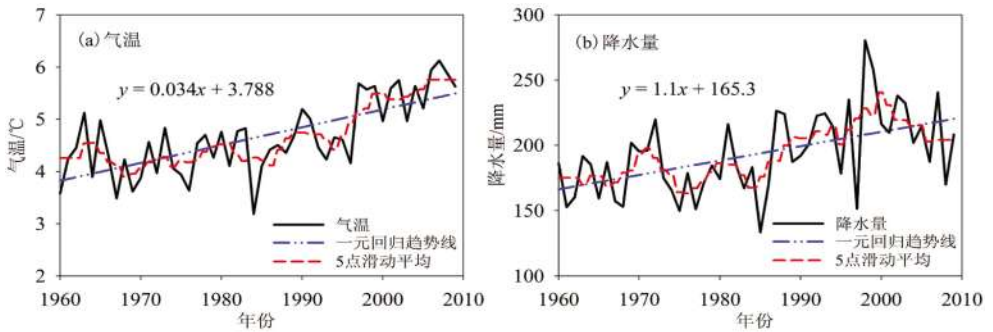 (a) 气温
y = 0.034x + 3.788
气温/℃
7
6
5
4
3
2
气温
一元回归趋势线
5点滑动平均
1960 1970 1980 1990 2000 2010
年份
(b) 降水量
y = 1.1x + 165.3
降水量/mm
300
250
200
150
100
降水量
一元回归趋势线
5点滑动平均
1960 1970 1980 1990 2000 2010
年份